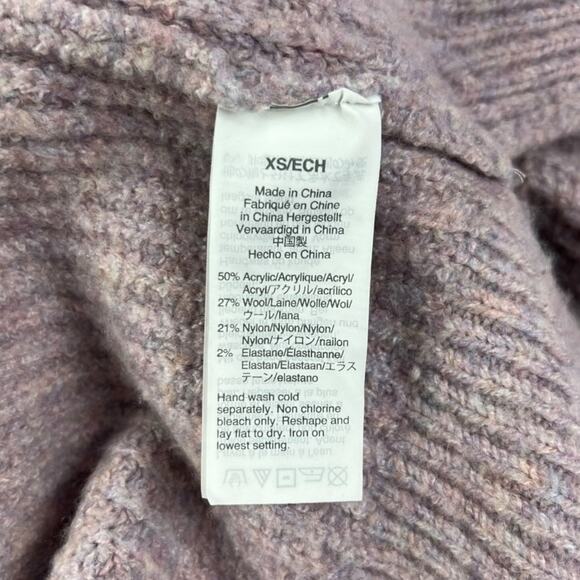 XS/ECH
Made in China
Fabriqué en Chine
in China Hergestellt
Vervaardigd in China
中国製
Hecho en China
50% Acrylic/Acrylique/Acryl/
Acryl/アクリル/acrílico
27% Wool/Laine/Wolle/Wol/
ウール/lana
21% Nylon/Nylon/Nylon/
Nylon/ナイロン/nailon
2% Elastane/Élasthanne/
Elastan/Elastaan/エラス
テーン/elastano
Hand wash cold
separately. Non chlorine
bleach only. Reshape and
lay flat to dry. Iron on
lowest setting.